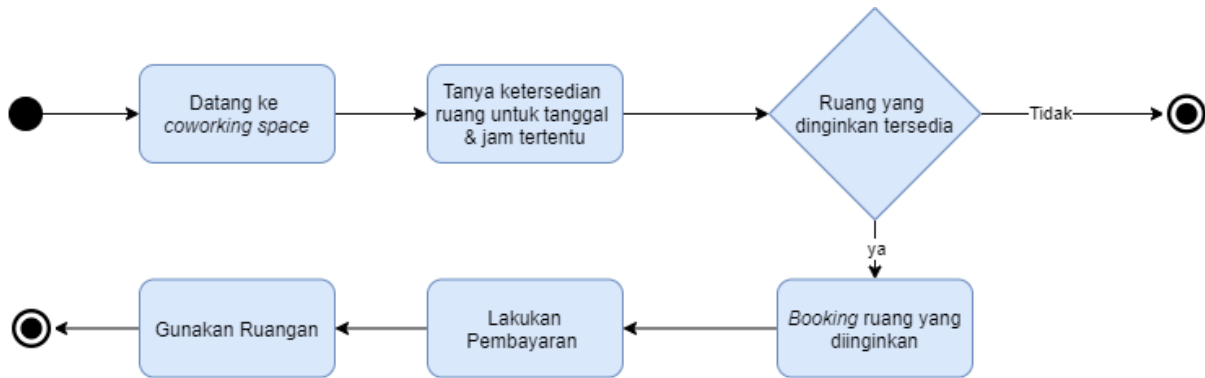 Datang ke
coworking space
Tanya ketersedian
ruang untuk tanggal
& jam tertentu
Ruang yang
dinginkan tersedia
Tidak
ya
Booking ruang yang
diinginkan
Lakukan
Pembayaran
Gunakan Ruangan